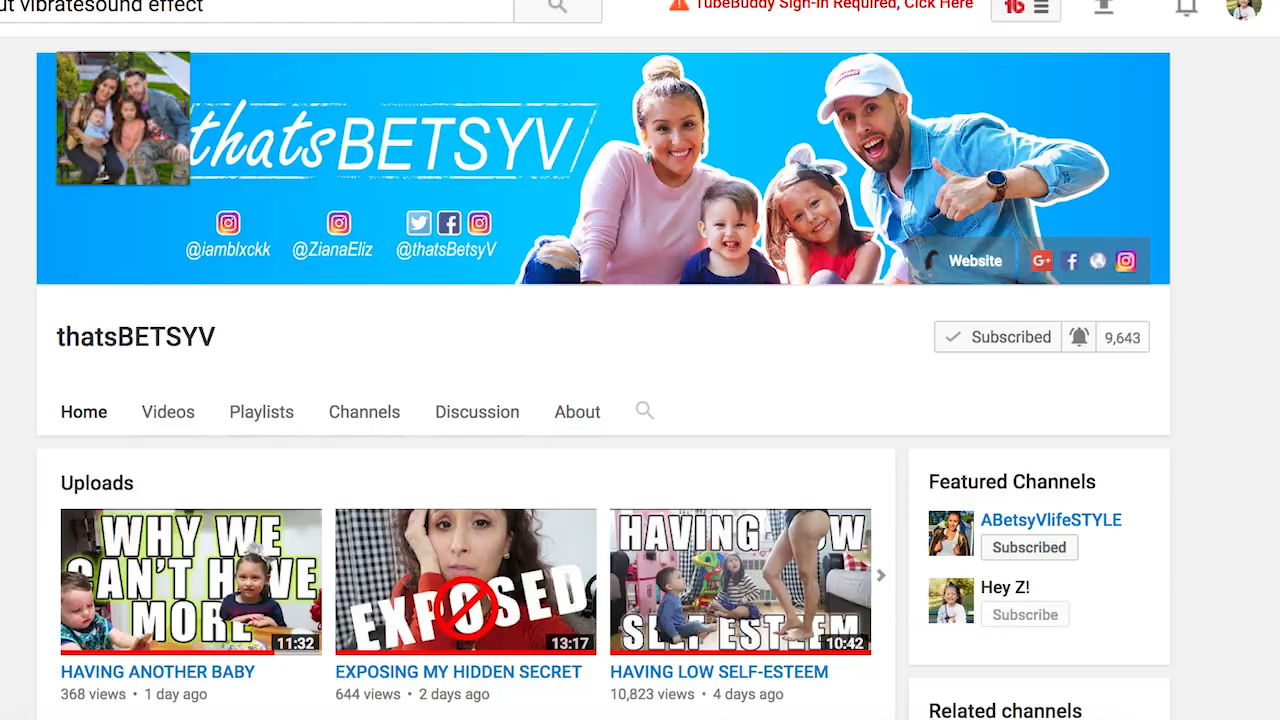 ut vibratesound effect
TubeBuddy Sign-In Required, Click Here
thatsBETSYV
@iamblxckk @ZianaEliz @thatsBetsyV
Website
G+
thatsBETSYV
Subscribed 9,643
Home Videos Playlists Channels Discussion About
Uploads
WHY WE
CAN'T HAVE
MORE
11:32
EXPOSED
13:17
HAVING LOW
SELF ESTEEM
10:42
HAVING ANOTHER BABY
368 views • 1 day ago
EXPOSING MY HIDDEN SECRET
644 views • 2 days ago
HAVING LOW SELF-ESTEEM
10,823 views • 4 days ago
Featured Channels
ABetsyVlifeSTYLE
Subscribed
Hey Z!
Subscribe
Related channels